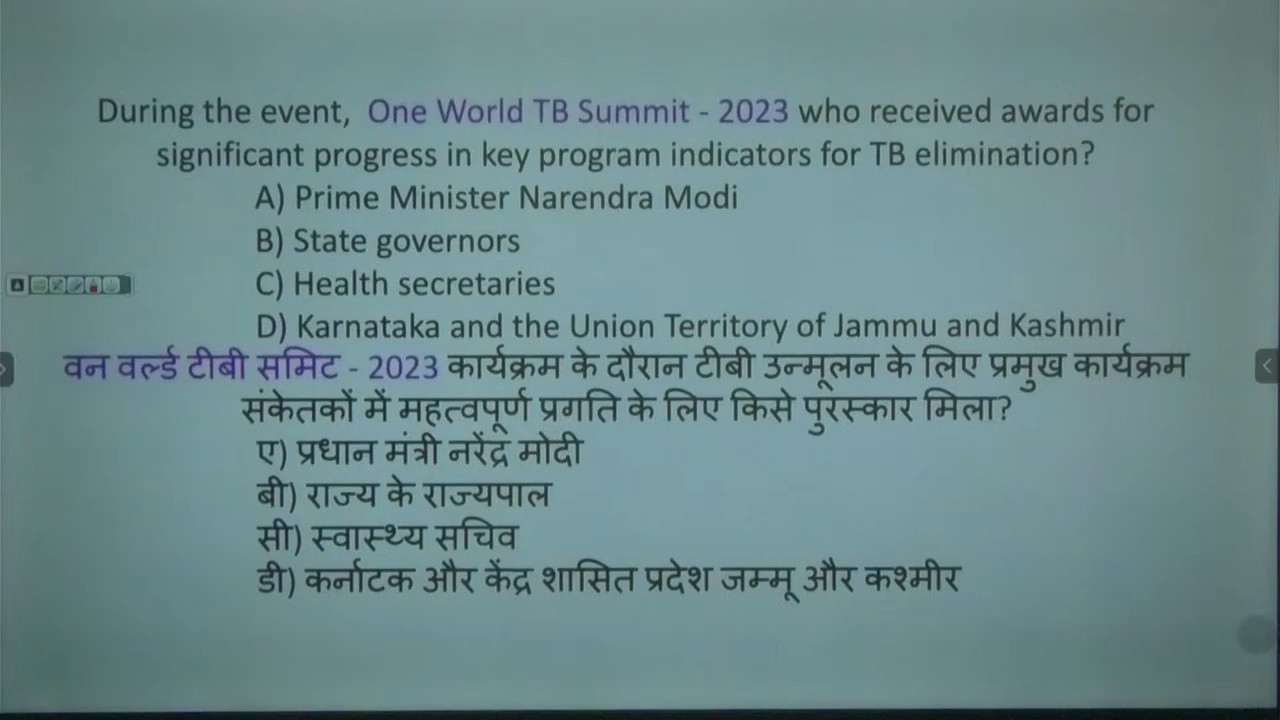 During the event, One World TB Summit - 2023 who received awards for
significant progress in key program indicators for TB elimination?
A) Prime Minister Narendra Modi
B) State governors
C) Health secretaries
D) Karnataka and the Union Territory of Jammu and Kashmir
वन वर्ल्ड टीबी समिट - 2023 कार्यक्रम के दौरान टीबी उन्मूलन के लिए प्रमुख कार्यक्रम
संकेतकों में महत्वपूर्ण प्रगति के लिए किसे पुरस्कार मिला?
ए) प्रधान मंत्री नरेंद्र मोदी
बी) राज्य के राज्यपाल
सी) स्वास्थ्य सचिव
डी) कर्नाटक और केंद्र शासित प्रदेश जम्मू और कश्मीर